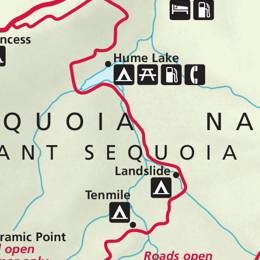 ncess
Hume Lake
QUOIA NA
ANT SEQUOIA
Landslide
Tenmile
ramic Point
open
Roads open